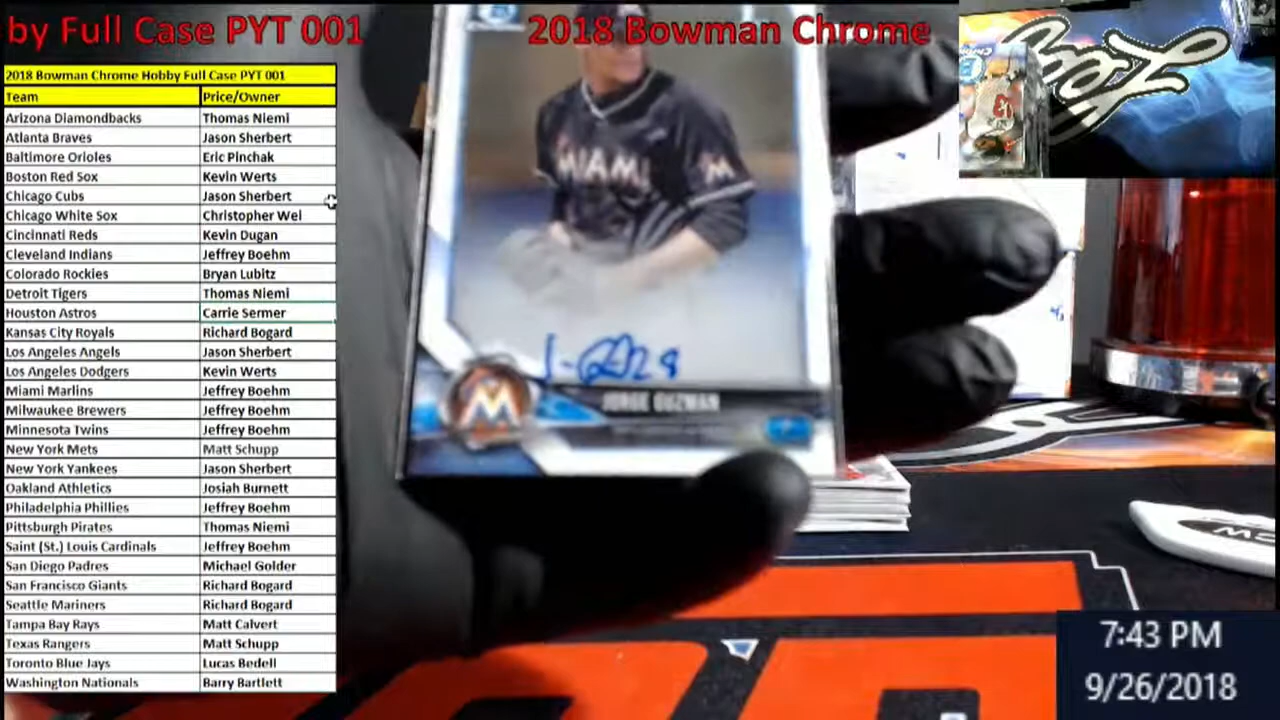 by Full Case PYT 001
2018 Bowman Chrome
2018 Bowman Chrome Hobby Full Case PYT 001
Team Price/Owner
Arizona Diamondbacks Thomas Niemi
Atlanta Braves Jason Sherbert
Baltimore Orioles Eric Pinchak
Boston Red Sox Kevin Werts
Chicago Cubs Jason Sherbert
Chicago White Sox Christopher Wel
Cincinnati Reds Kevin Dugan
Cleveland Indians Jeffrey Boehm
Colorado Rockies Bryan Lubitz
Detroit Tigers Thomas Niemi
Houston Astros Carrie Sermer
Kansas City Royals Richard Bogard
Los Angeles Angels Jason Sherbert
Los Angeles Dodgers Kevin Werts
Miami Marlins Jeffrey Boehm
Milwaukee Brewers Jeffrey Boehm
Minnesota Twins Jeffrey Boehm
New York Mets Matt Schupp
New York Yankees Jason Sherbert
Oakland Athletics Josiah Burnett
Philadelphia Phillies Jeffrey Boehm
Pittsburgh Pirates Thomas Niemi
Saint (St.) Louis Cardinals Jeffrey Boehm
San Diego Padres Michael Golder
San Francisco Giants Richard Bogard
Seattle Mariners Richard Bogard
Tampa Bay Rays Matt Calvert
Texas Rangers Matt Schupp
Toronto Blue Jays Lucas Bedell
Washington Nationals Barry Bartlett
MIAMI
M
M
JORGE GUZMAN
Leaf
7:43 PM
9/26/2018